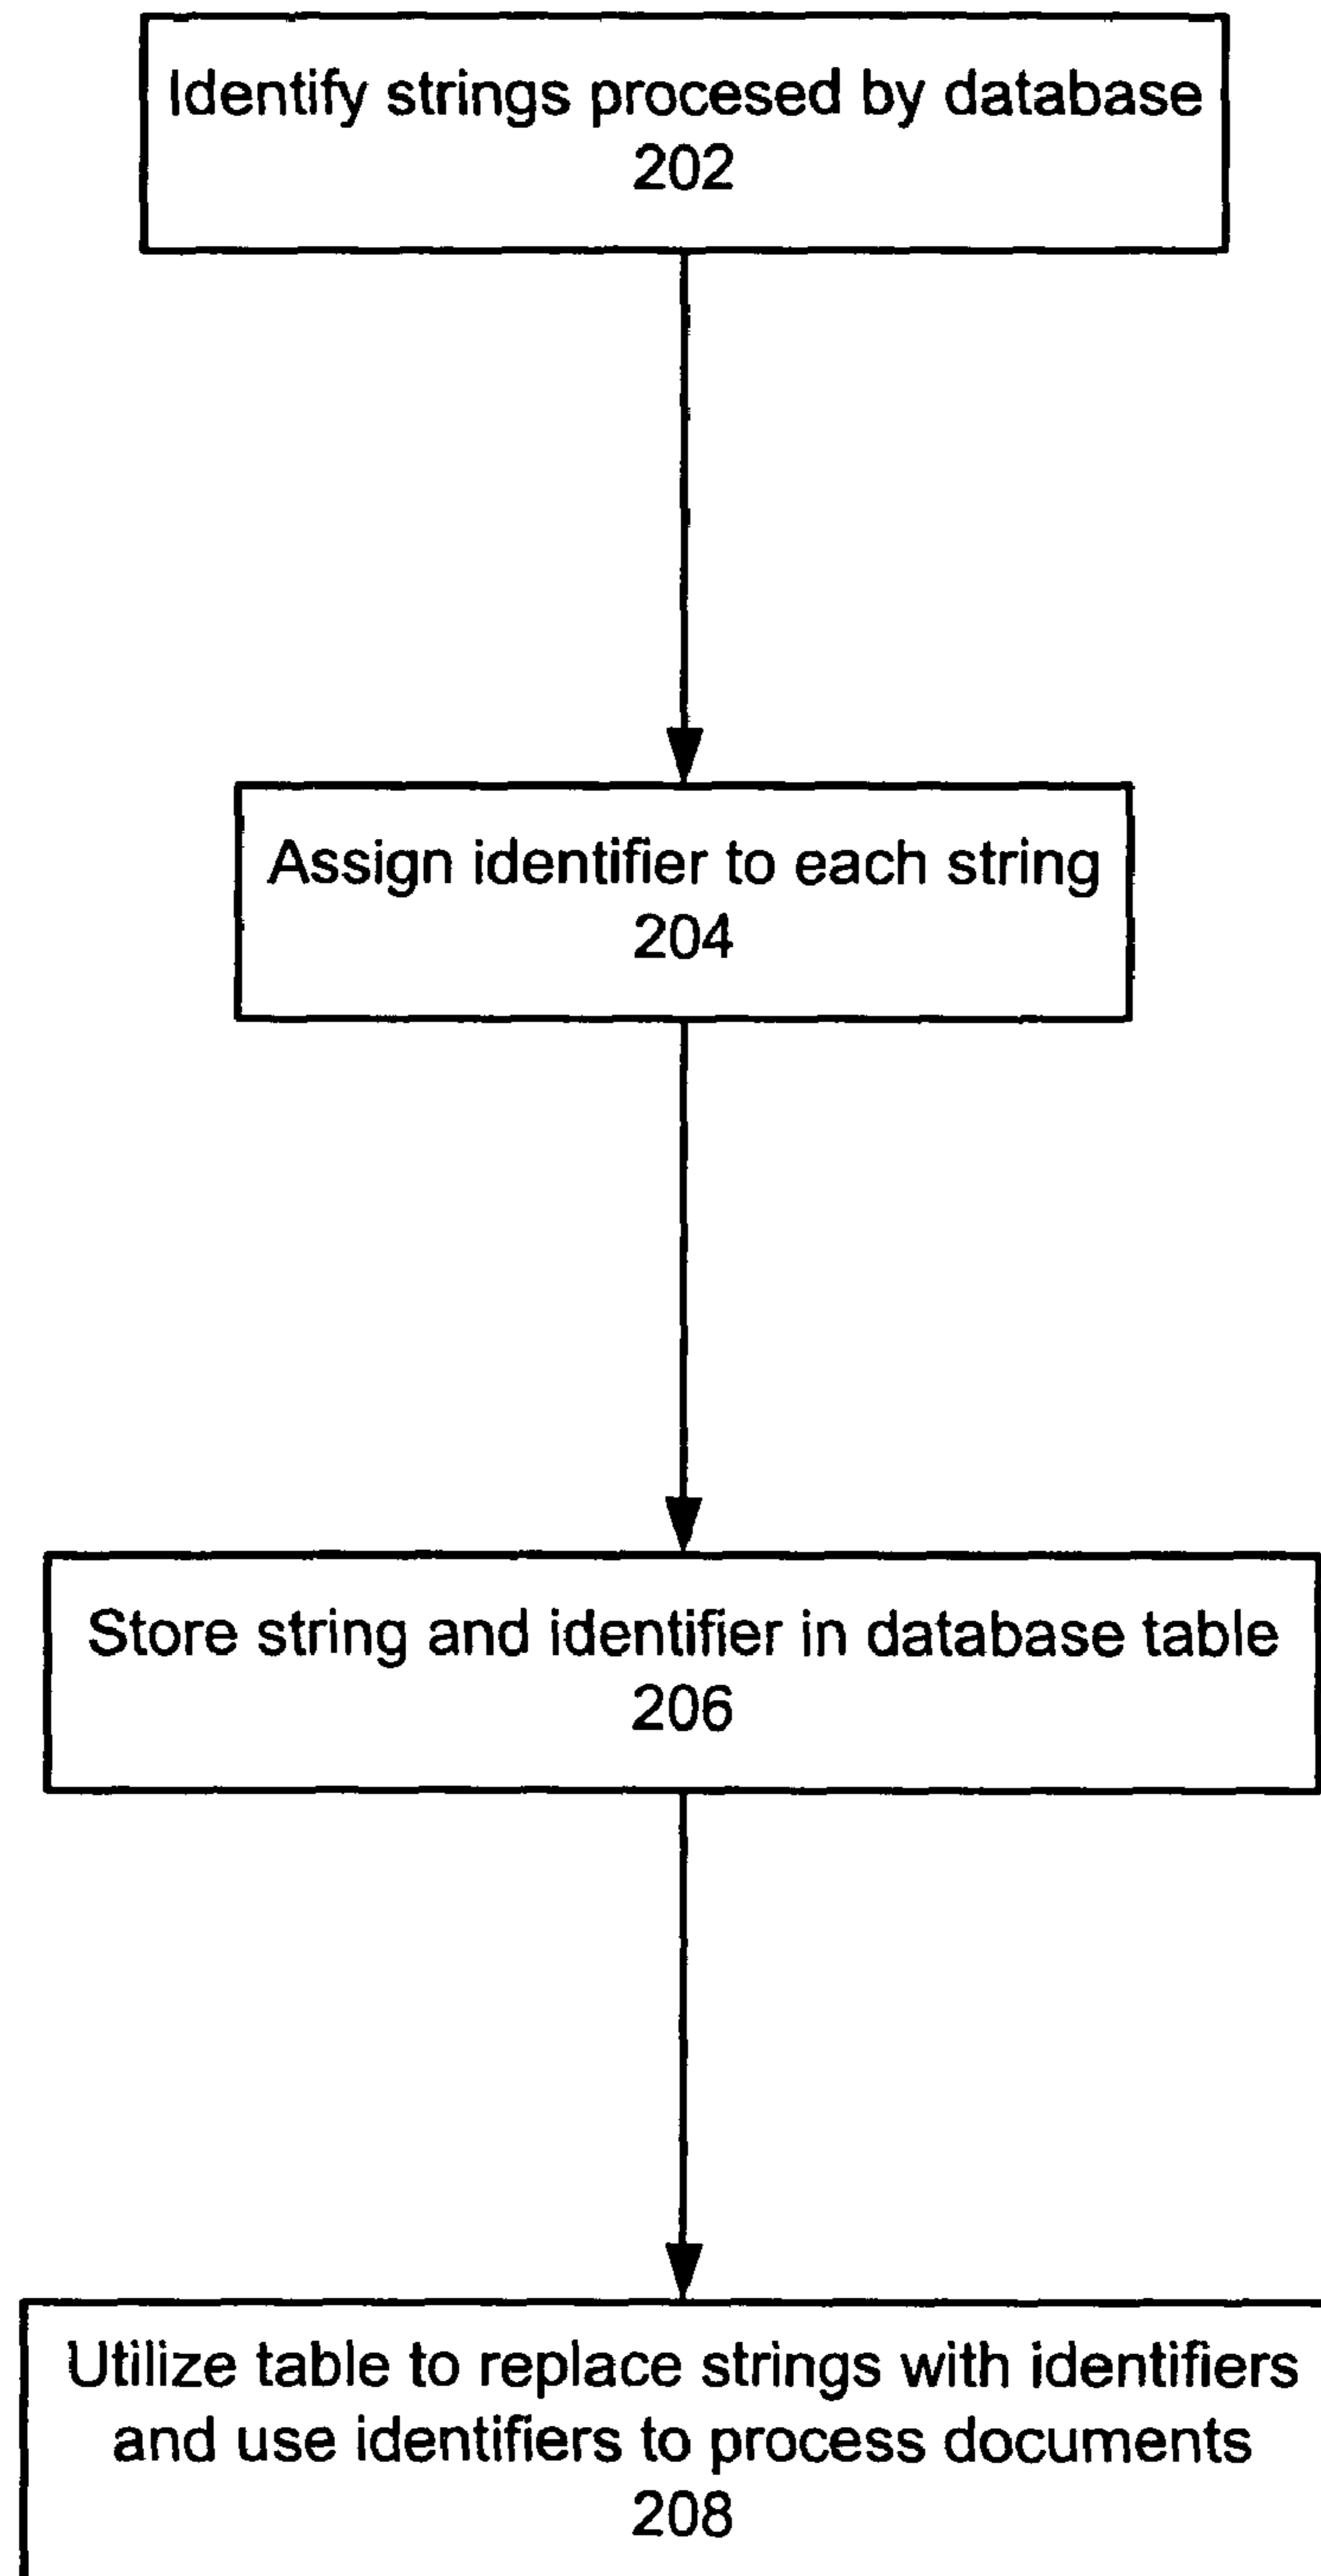 Identify strings procesed by database
202
Assign identifier to each string
204
Store string and identifier in database table
206
Utilize table to replace strings with identifiers
and use identifiers to process documents
208